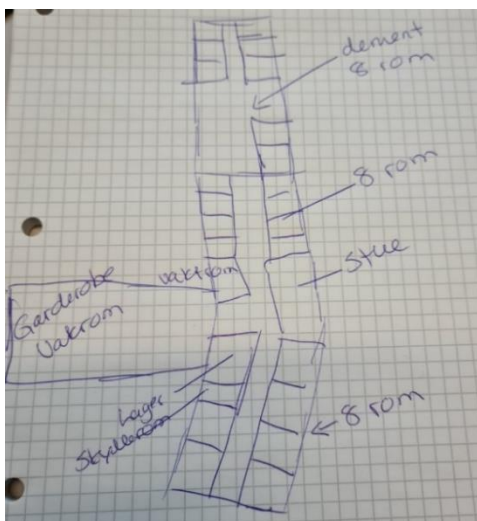 dement
8 rom
8 rom
vaktrom
Stue
Garderobe
Vaktrom
Lager
Skyllerom
8 rom